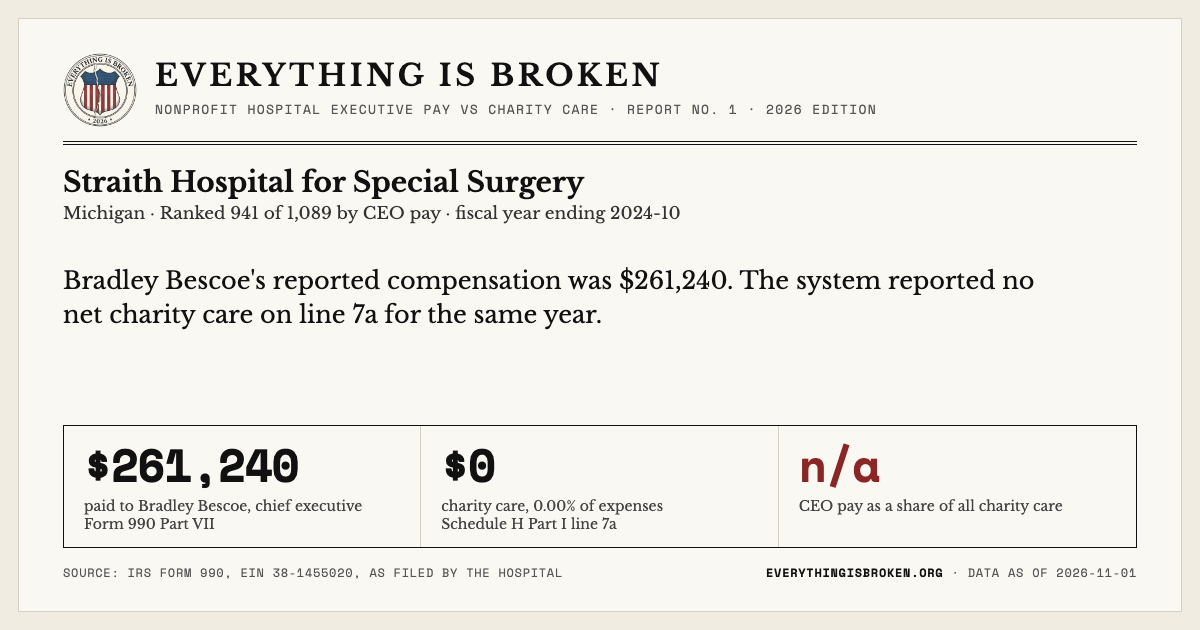 EVERYTHING IS BROKEN
· 2026 ·
EVERYTHING IS BROKEN
NONPROFIT HOSPITAL EXECUTIVE PAY VS CHARITY CARE · REPORT NO. 1 · 2026 EDITION
Straith Hospital for Special Surgery
Michigan · Ranked 941 of 1,089 by CEO pay · fiscal year ending 2024-10
Bradley Bescoe's reported compensation was $261,240. The system reported no
net charity care on line 7a for the same year.
$261,240
paid to Bradley Bescoe, chief executive
Form 990 Part VII
$0
charity care, 0.00% of expenses
Schedule H Part I line 7a
n/a
CEO pay as a share of all charity care
SOURCE: IRS FORM 990, EIN 38-1455020, AS FILED BY THE HOSPITAL
EVERYTHINGISBROKEN.ORG · DATA AS OF 2026-11-01